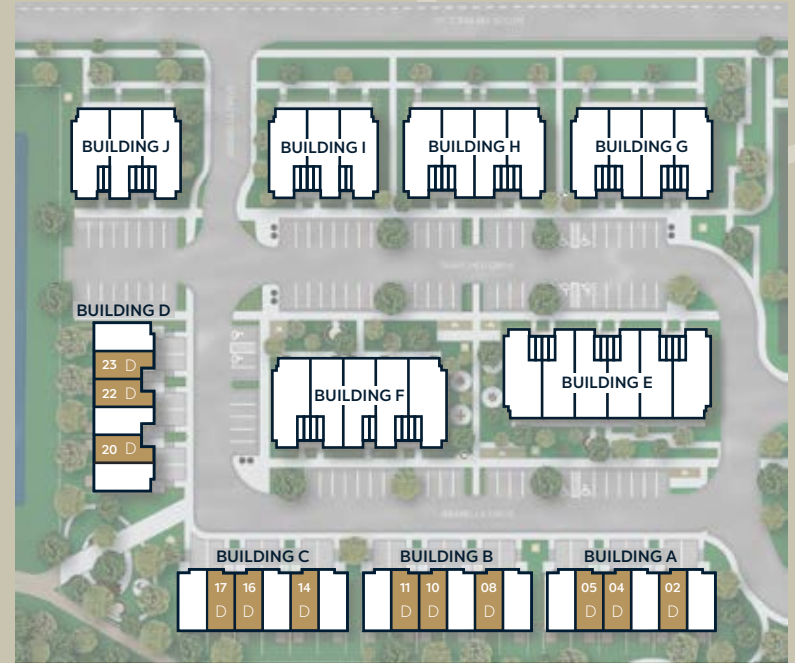 BUILDING J
BUILDING I
BUILDING H
BUILDING G
BUILDING D
23 D
22 D
20 D
BUILDING F
BUILDING E
BUILDING C
17 D
16 D
14 D
BUILDING B
11 D
10 D
08 D
BUILDING A
05 D
04 D
02 D